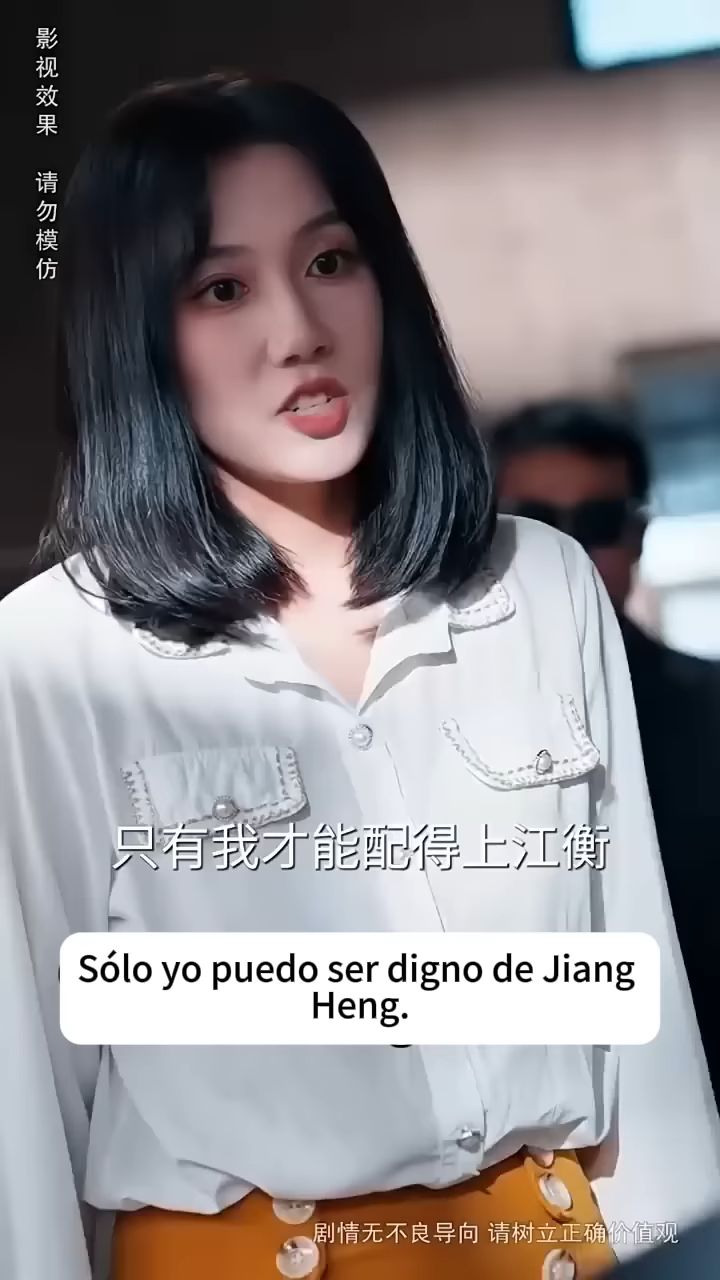 影视效果 请勿模仿
只有我才能配得上江衡
Sólo yo puedo ser digno de Jiang
Heng.
剧情无不良导向 请树立正确价值观